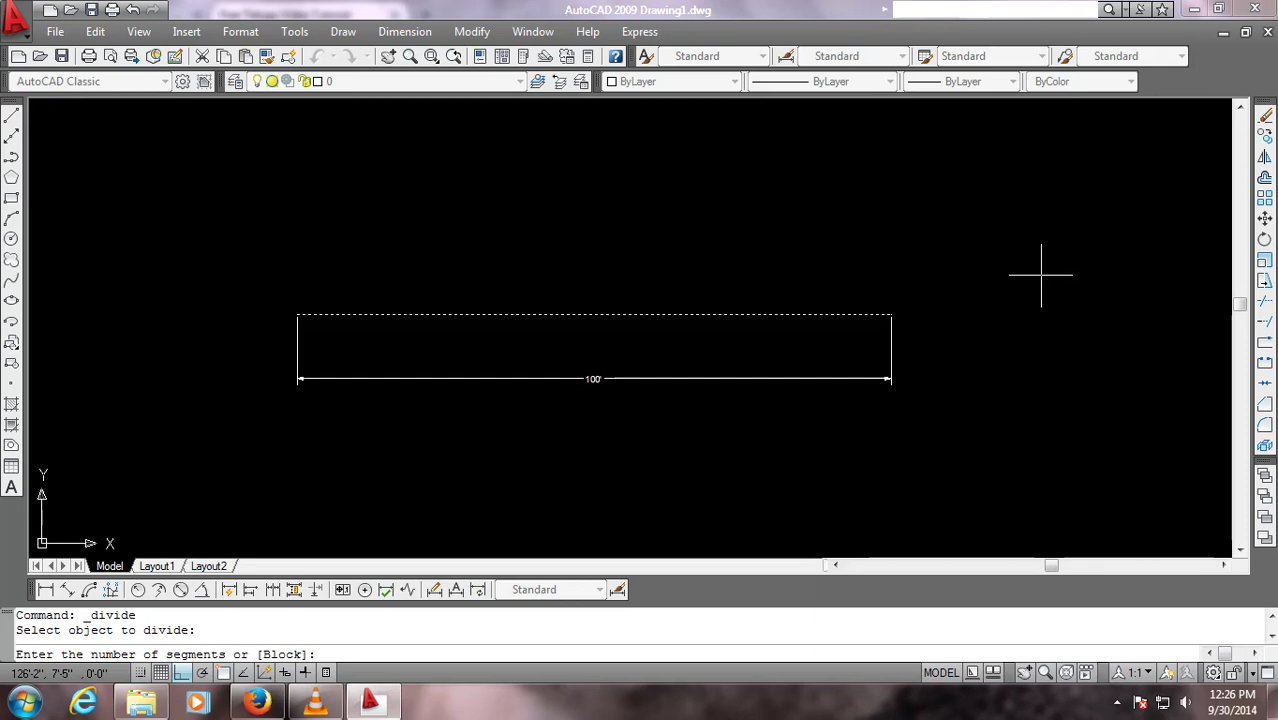 AutoCAD 2009 Drawing1.dwg
File Edit View Insert Format Tools Draw Dimension Modify Window Help Express
Standard Standard Standard Standard
AutoCAD Classic 0 ByLayer ByLayer ByLayer ByColor
100'
Y
X
A
Model Layout1 Layout2
Standard
Command: _divide
Select object to divide:
Enter the number of segments or [Block]:
126'-2", 7'-5" ,0'-0" MODEL 1:1
12:26 PM
9/30/2014